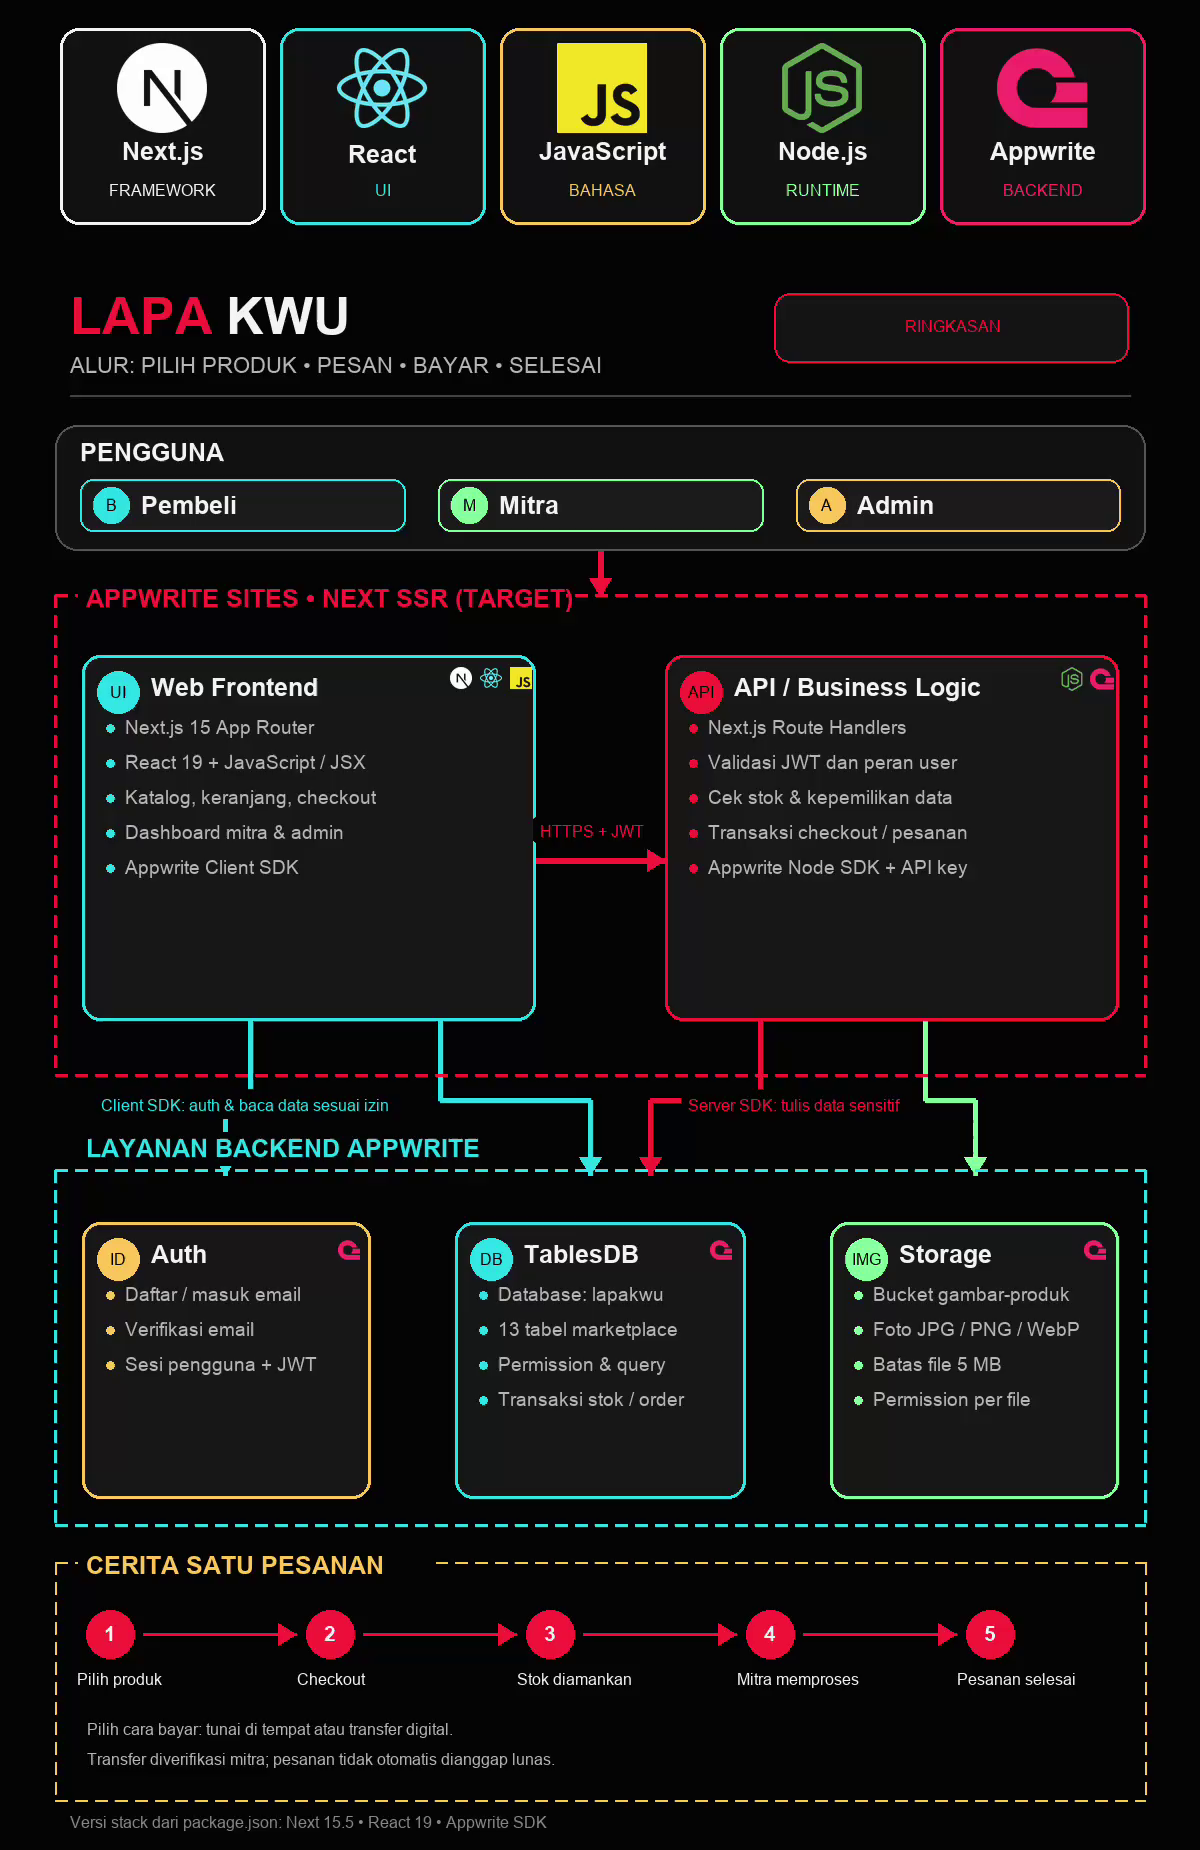 N
JS
JS
Next.js
React
JavaScript
Node.js
Appwrite
FRAMEWORK
UI
BAHASA
RUNTIME
BACKEND
LAPA KWU
RINGKASAN
ALUR: PILIH PRODUK • PESAN • BAYAR • SELESAI
PENGGUNA
B Pembeli
M Mitra
A Admin
APPWRITE SITES • NEXT SSR (TARGET)
UI Web Frontend
N
JS
Next.js 15 App Router
React 19 + JavaScript / JSX
Katalog, keranjang, checkout
Dashboard mitra & admin
Appwrite Client SDK
HTTPS + JWT
API API / Business Logic
JS
Next.js Route Handlers
Validasi JWT dan peran user
Cek stok & kepemilikan data
Transaksi checkout / pesanan
Appwrite Node SDK + API key
Client SDK: auth & baca data sesuai izin
Server SDK: tulis data sensitif
LAYANAN BACKEND APPWRITE
ID Auth
Daftar / masuk email
Verifikasi email
Sesi pengguna + JWT
DB TablesDB
Database: lapakwu
13 tabel marketplace
Permission & query
Transaksi stok / order
IMG Storage
Bucket gambar-produk
Foto JPG / PNG / WebP
Batas file 5 MB
Permission per file
CERITA SATU PESANAN
1
2
3
4
5
Pilih produk
Checkout
Stok diamankan
Mitra memproses
Pesanan selesai
Pilih cara bayar: tunai di tempat atau transfer digital.
Transfer diverifikasi mitra; pesanan tidak otomatis dianggap lunas.
Versi stack dari package.json: Next 15.5 • React 19 • Appwrite SDK